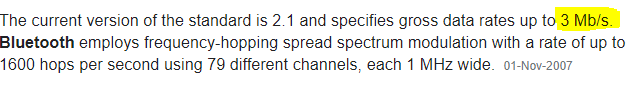 The current version of the standard is 2.1 and specifies gross data rates up to 3 Mb/s.
Bluetooth employs frequency-hopping spread spectrum modulation with a rate of up to
1600 hops per second using 79 different channels, each 1 MHz wide. 01-Nov-2007